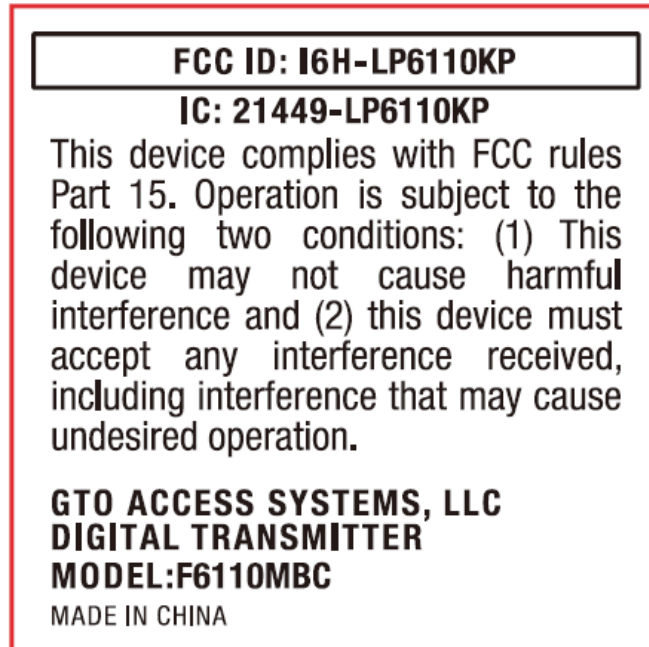 FCC ID: I6H-LP6110KP
IC: 21449-LP6110KP
This device complies with FCC rules
Part 15. Operation is subject to the
following two conditions: (1) This
device may not cause harmful
interference and (2) this device must
accept any interference received,
including interference that may cause
undesired operation.
GTO ACCESS SYSTEMS, LLC
DIGITAL TRANSMITTER
MODEL:F6110MBC
MADE IN CHINA